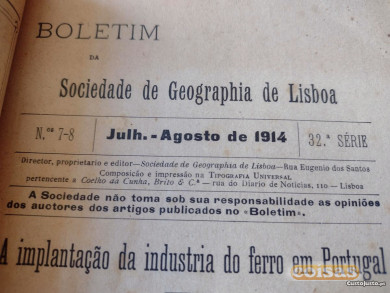 BOLETIM
DA
Sociedade de Geographia de Lisboa
N.os 7-8 Julh.-Agosto de 1914 32.ª SÉRIE
Director, proprietario e editor—Sociedade de Geographia de Lisboa—Rua Eugenio dos Santos
Composição e impressão na TIPOGRAFIA UNIVERSAL
pertencente a Coelho da Cunha, Brito & C.ª — rua do Diario de Noticias, 110 — Lisboa
A Sociedade não toma sob sua responsabilidade as opiniões
dos auctores dos artigos publicados no «Boletim».
A implantação da industria do ferro em Portugal
coisas
CustoJusto.pt